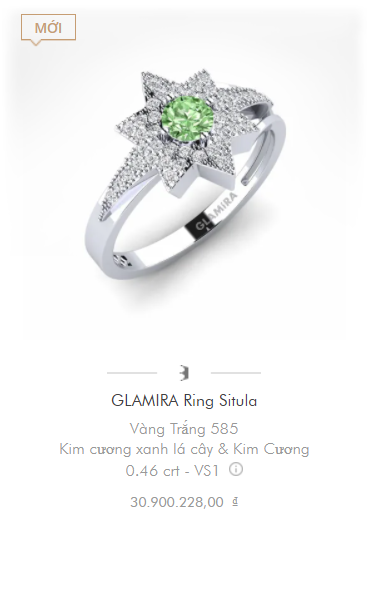 MỚI
GLAMIRA
GLAMIRA Ring Situla
Vàng Trắng 585
Kim cương xanh lá cây & Kim Cương
0.46 crt - VS1
30.900.228,00 ₫